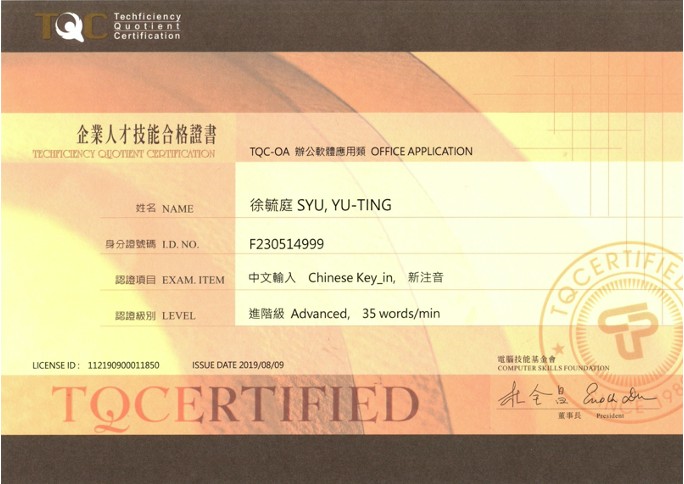 TQC Techficiency
Quotient
Certification
企業人才技能合格證書
TECHFICIENCY QUOTIENT CERTIFICATION
TQC-OA 辦公軟體應用類 OFFICE APPLICATION
姓名 NAME 徐毓庭 SYU, YU-TING
身分證號碼 I.D. NO. F230514999
認證項目 EXAM. ITEM 中文輸入 Chinese Key_in, 新注音
認證級別 LEVEL 進階級 Advanced, 35 words/min
LICENSE ID : 112190900011850 ISSUE DATE 2019/08/09
電腦技能基金會
COMPUTER SKILLS FOUNDATION
TQCERTIFIED
董事長 President
TQCERTIFIED